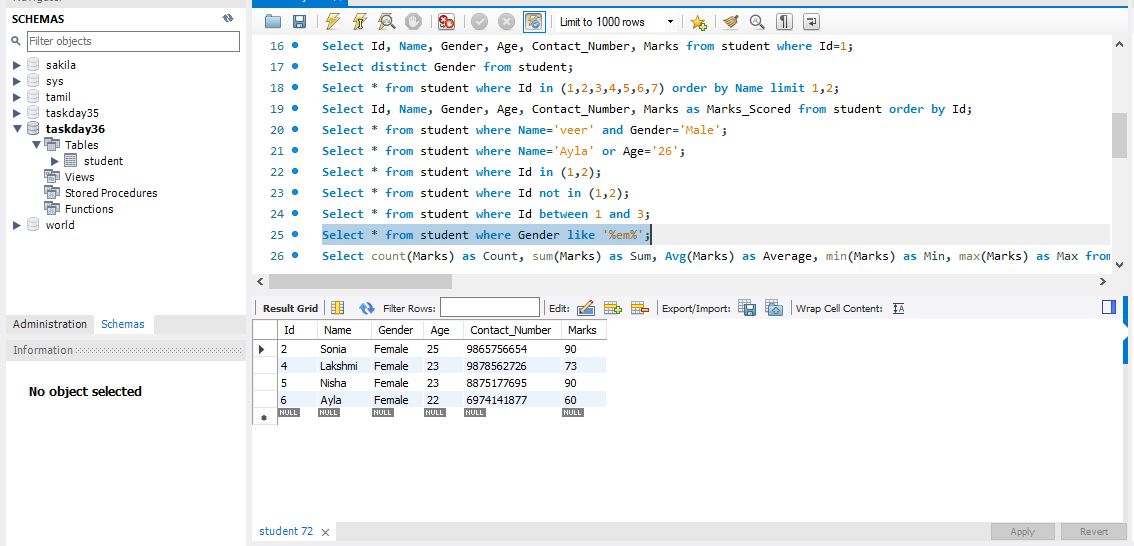 SCHEMAS
Filter objects
sakila
sys
tamil
taskday35
taskday36
Tables
student
Views
Stored Procedures
Functions
world
Administration Schemas
Information
No object selected
Limit to 1000 rows
16 Select Id, Name, Gender, Age, Contact_Number, Marks from student where Id=1;
17 Select distinct Gender from student;
18 Select * from student where Id in (1,2,3,4,5,6,7) order by Name limit 1,2;
19 Select Id, Name, Gender, Age, Contact_Number, Marks as Marks_Scored from student order by Id;
20 Select * from student where Name='veer' and Gender='Male';
21 Select * from student where Name='Ayla' or Age='26';
22 Select * from student where Id in (1,2);
23 Select * from student where Id not in (1,2);
24 Select * from student where Id between 1 and 3;
25 Select * from student where Gender like '%em%';
26 Select count(Marks) as Count, sum(Marks) as Sum, Avg(Marks) as Average, min(Marks) as Min, max(Marks) as Max from
Result Grid Filter Rows: Edit: Export/Import: Wrap Cell Content:
Id Name Gender Age Contact_Number Marks
2 Sonia Female 25 9865756654 90
4 Lakshmi Female 23 9878562726 73
5 Nisha Female 23 8875177695 90
6 Ayla Female 22 6974141877 60
NULL NULL NULL NULL NULL NULL
student 72
Apply Revert